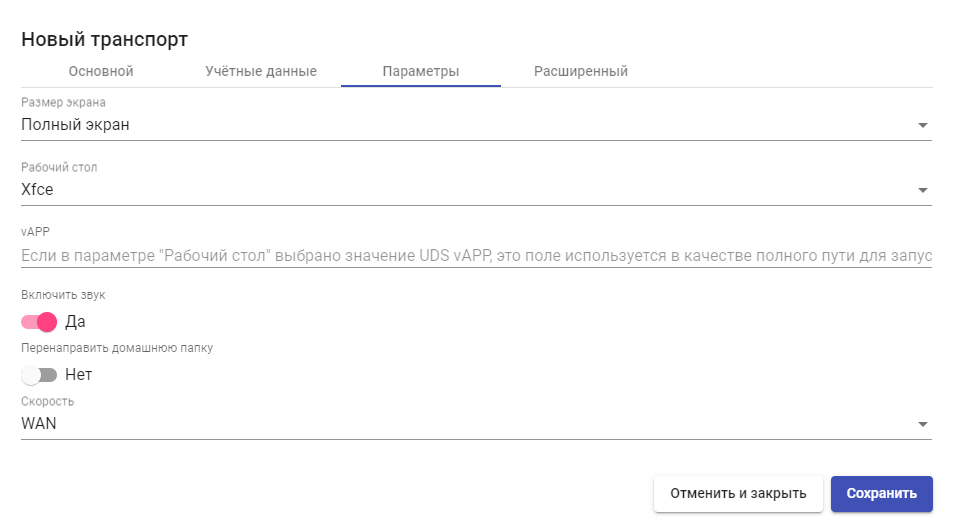 Новый транспорт
Основной Учётные данные Параметры Расширенный
Размер экрана
Полный экран
Рабочий стол
Xfce
vAPP
Если в параметре "Рабочий стол" выбрано значение UDS vAPP, это поле используется в качестве полного пути для запус
Включить звук
Да
Перенаправить домашнюю папку
Нет
Скорость
WAN
Отменить и закрыть Сохранить